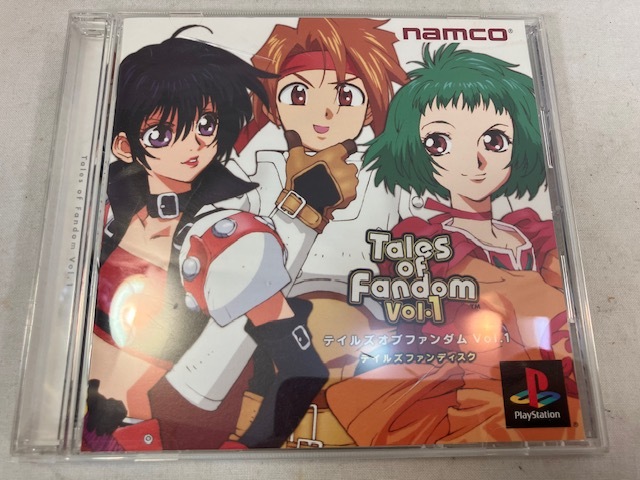 namco®
Tales
of
Fandom
Vol.1
テイルズ オブ ファンダム Vol.1
テイルズ ファンディスク
PlayStation
Tales of Fandom Vol.1